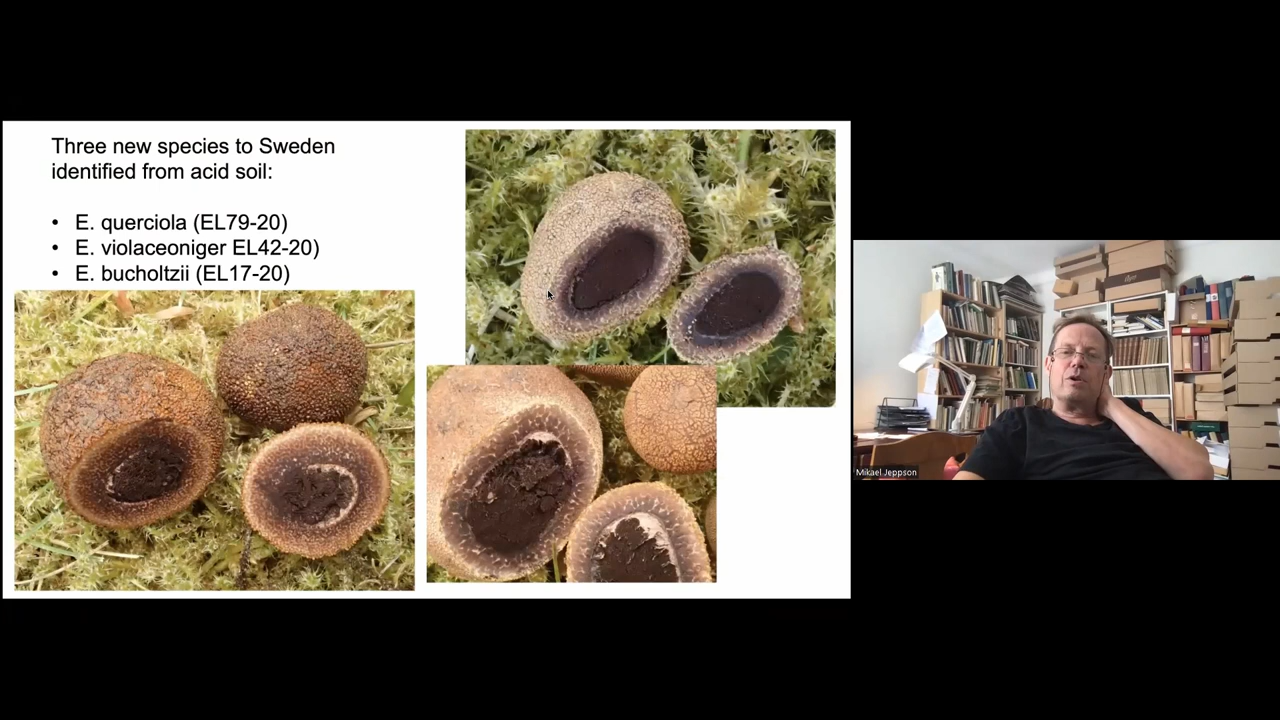 Three new species to Sweden
identified from acid soil:
• E. querciola (EL79-20)
• E. violaceoniger EL42-20)
• E. bucholtzii (EL17-20)
Mikael Jeppson